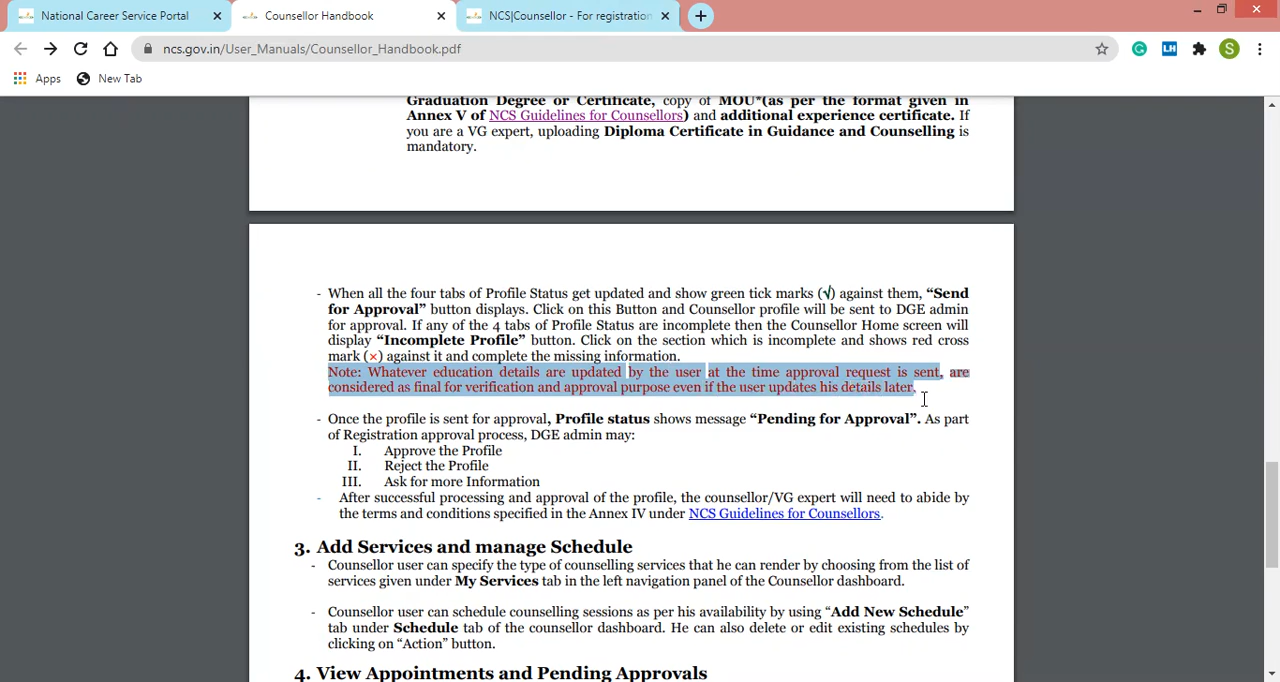 National Career Service Portal
Counsellor Handbook
NCS|Counsellor - For registration
ncs.gov.in/User_Manuals/Counsellor_Handbook.pdf
G
LH
S
Apps
New Tab
Graduation Degree or Certificate, copy of MOU*(as per the format given in
Annex V of NCS Guidelines for Counsellors) and additional experience certificate. If
you are a VG expert, uploading Diploma Certificate in Guidance and Counselling is
mandatory.
- When all the four tabs of Profile Status get updated and show green tick marks (√) against them, “Send
for Approval” button displays. Click on this Button and Counsellor profile will be sent to DGE admin
for approval. If any of the 4 tabs of Profile Status are incomplete then the Counsellor Home screen will
display “Incomplete Profile” button. Click on the section which is incomplete and shows red cross
mark (×) against it and complete the missing information.
Note: Whatever education details are updated by the user at the time approval request is sent, are
considered as final for verification and approval purpose even if the user updates his details later.
- Once the profile is sent for approval, Profile status shows message “Pending for Approval”. As part
of Registration approval process, DGE admin may:
I. Approve the Profile
II. Reject the Profile
III. Ask for more Information
- After successful processing and approval of the profile, the counsellor/VG expert will need to abide by
the terms and conditions specified in the Annex IV under NCS Guidelines for Counsellors.
3. Add Services and manage Schedule
- Counsellor user can specify the type of counselling services that he can render by choosing from the list of
services given under My Services tab in the left navigation panel of the Counsellor dashboard.
- Counsellor user can schedule counselling sessions as per his availability by using “Add New Schedule”
tab under Schedule tab of the counsellor dashboard. He can also delete or edit existing schedules by
clicking on “Action” button.
4. View Appointments and Pending Approvals